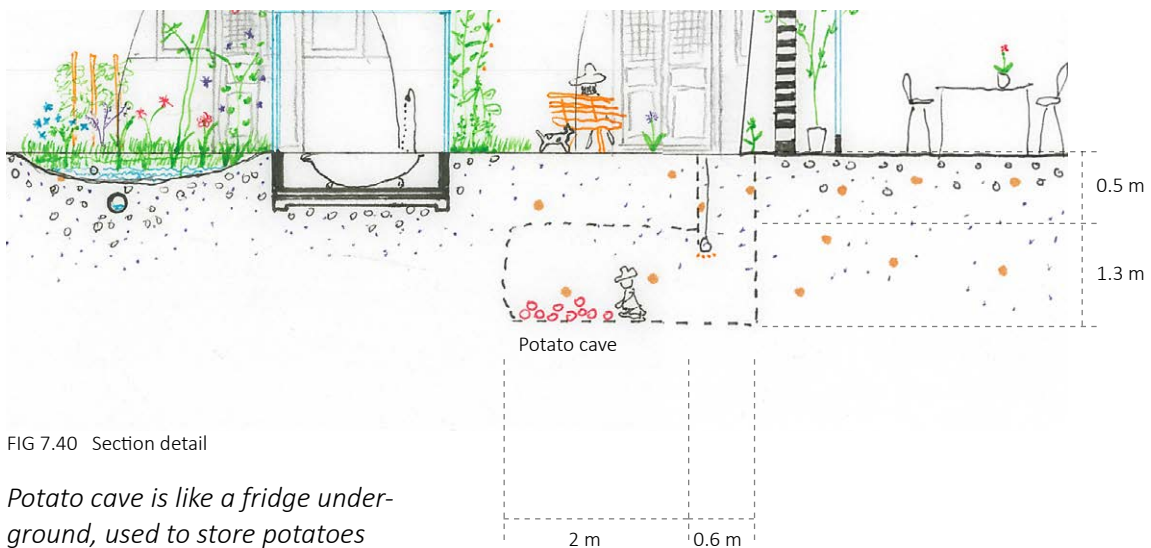 0.5 m
1.3 m
Potato cave
FIG 7.40 Section detail
Potato cave is like a fridge under-
ground, used to store potatoes
2 m
0.6 m